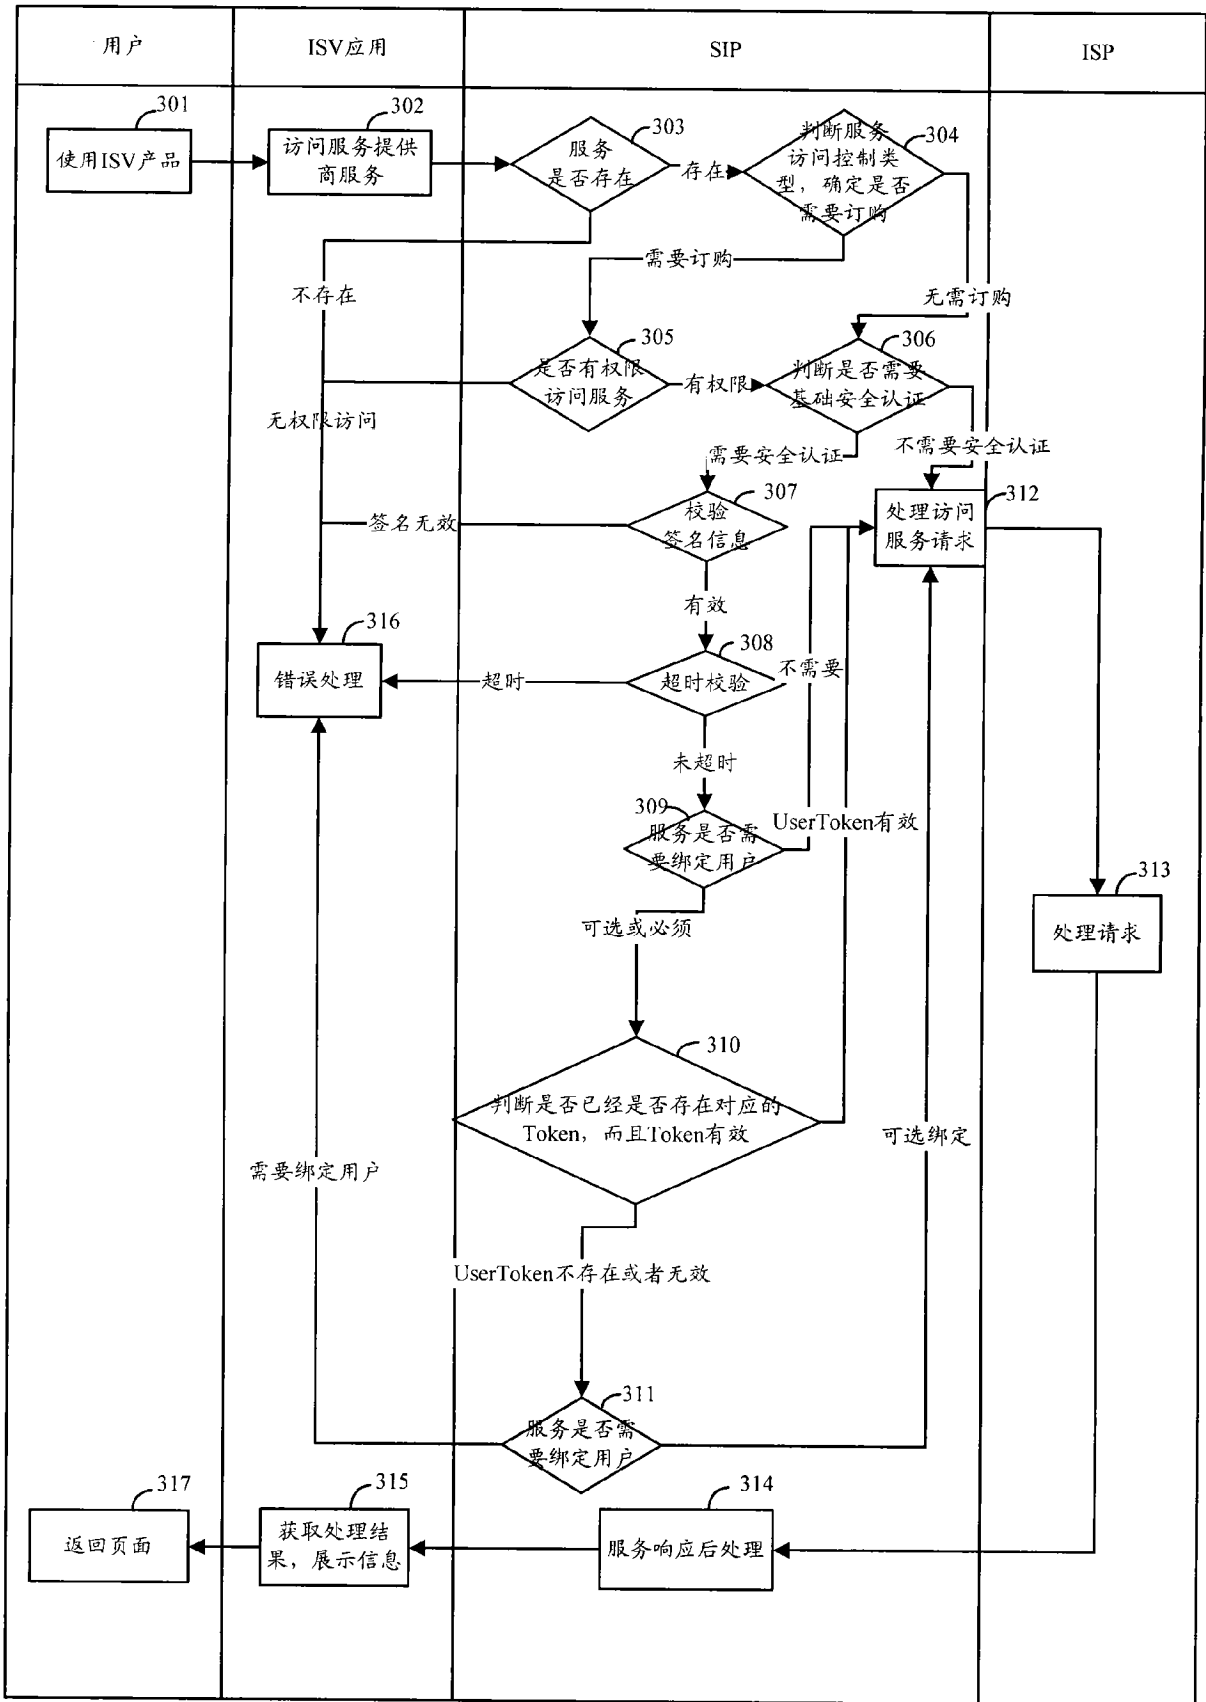 用户
ISV应用
SIP
ISP
301
使用ISV产品
302
访问服务提供
商服务
303
服务
是否存在
存在
304
判断服务
访问控制类
型，确定是否
需要订购
需要订购
不存在
无需订购
305
是否有权限
访问服务
有权限
306
判断是否需要
基础安全认证
无权限访问
需要安全认证
不需要安全认证
307
校验
签名信息
签名无效
312
处理访问
服务请求
有效
316
错误处理
超时
308
超时校验
不需要
未超时
309
服务是否需
要绑定用户
UserToken有效
313
处理请求
可选或必须
310
判断是否已经是否存在对应的
Token，而且Token有效
可选绑定
需要绑定用户
UserToken不存在或者无效
311
服务是否需
要绑定用户
317
返回页面
315
获取处理结
果，展示信息
314
服务响应后处理